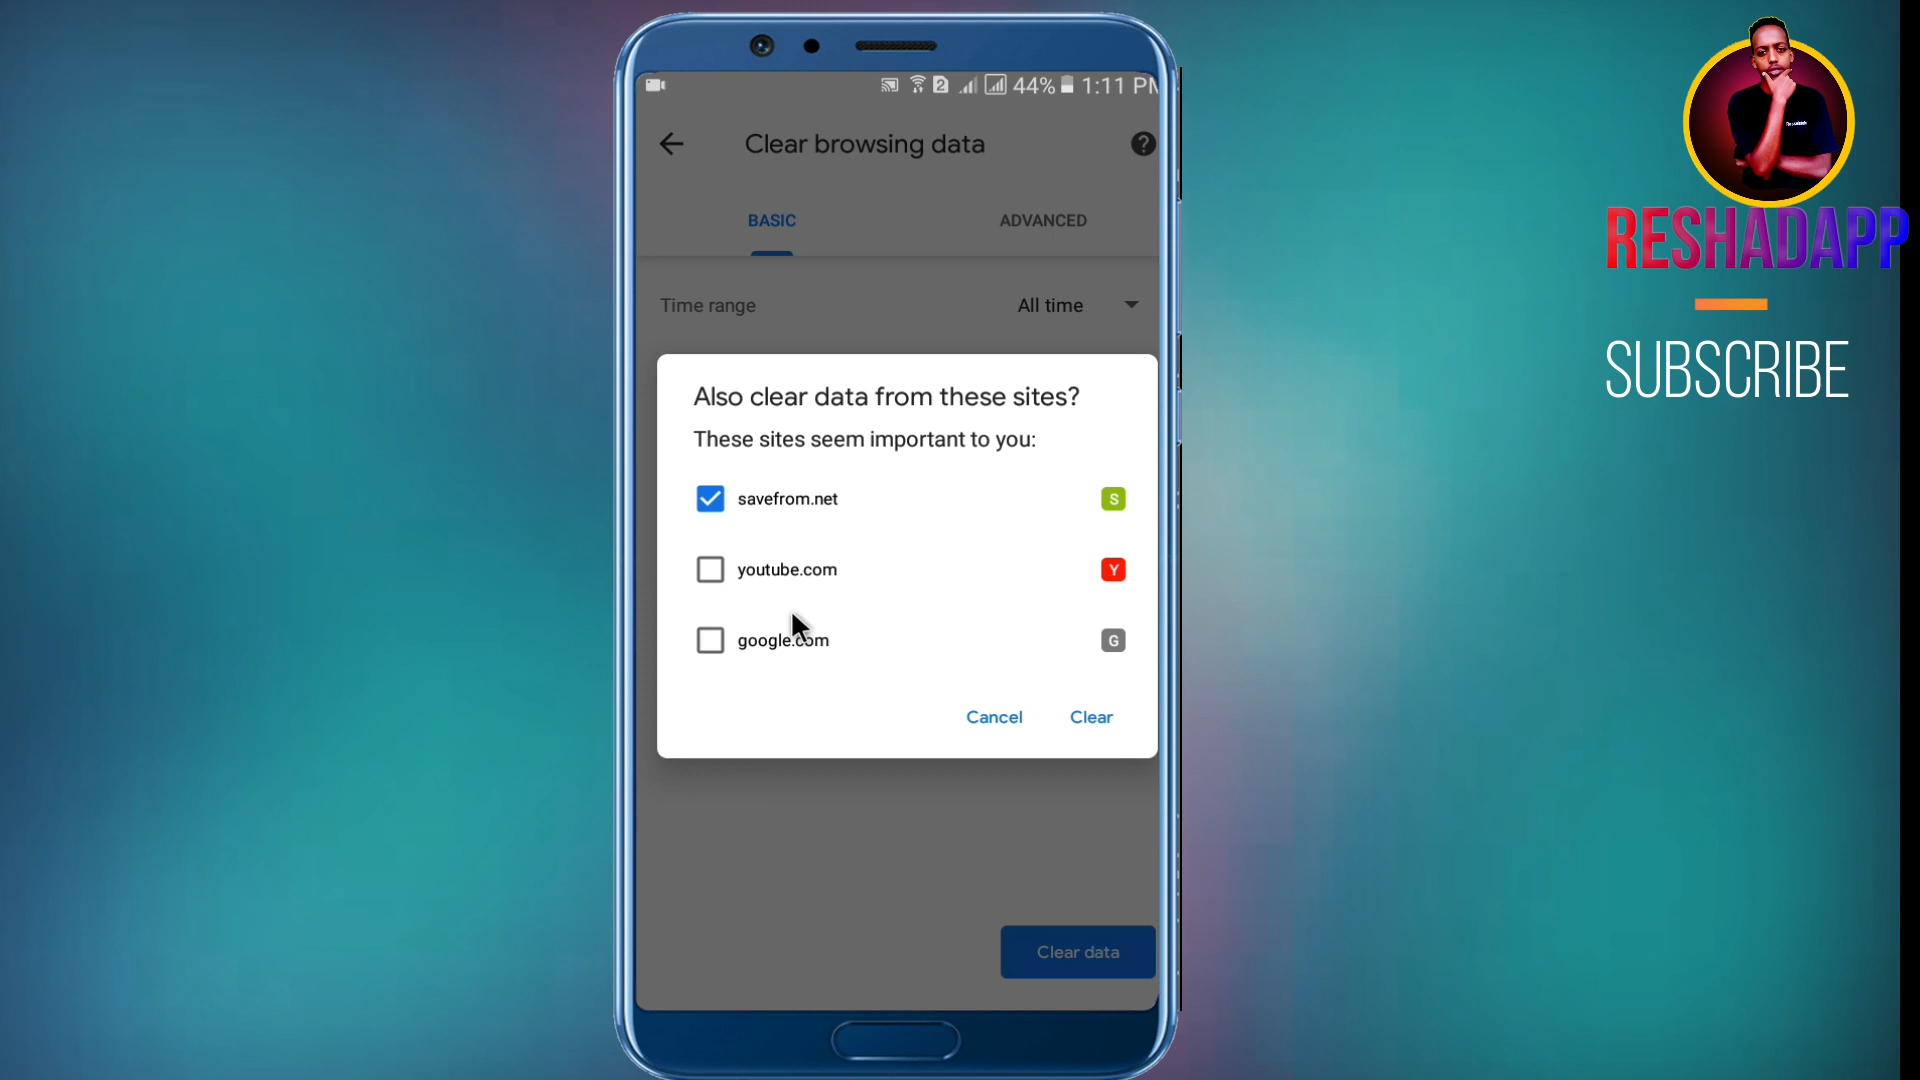 2 44% 1:11 PM
Clear browsing data ?
BASIC ADVANCED
Time range All time
Also clear data from these sites?
These sites seem important to you:
savefrom.net S
youtube.com Y
google.com G
Cancel Clear
Clear data
RESHADAPP
SUBSCRIBE